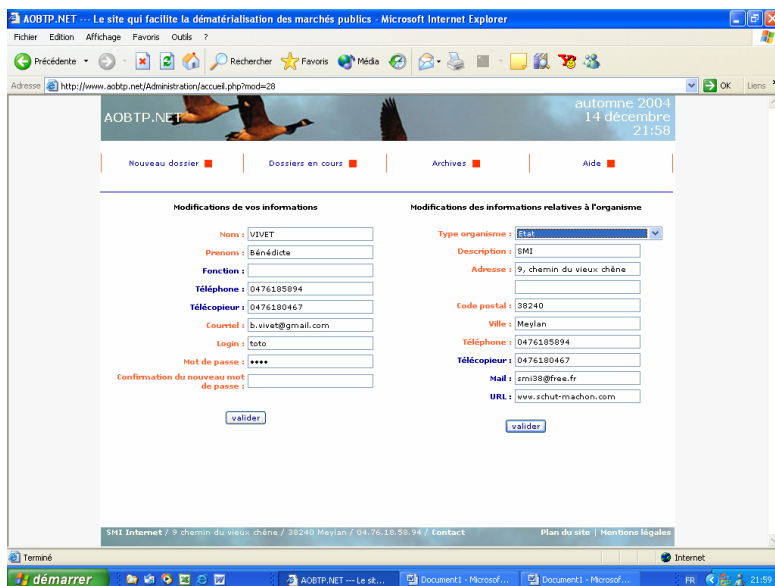 AOBTP.NET --- Le site qui facilite la dématérialisation des marchés publics - Microsoft Internet Explorer
Fichier Edition Affichage Favoris Outils ?
Précédente Rechercher Favoris Média
Adresse http://www.aobtp.net/Administration/accueil.php?mod=28 OK Liens
AOBTP.NET
automne 2004
14 décembre
21:58
Nouveau dossier Dossiers en cours Archives Aide
Modifications de vos informations
Nom : VIVET
Prenom : Bénédicte
Fonction :
Téléphone : 0476185894
Télécopieur : 0476180467
Courriel : b.vivet@gmail.com
Login : toto
Mot de passe : ••••
Confirmation du nouveau mot
de passe :
valider
Modifications des informations relatives à l'organisme
Type organisme : Etat
Description : SMI
Adresse : 9, chemin du vieux chêne
Code postal : 38240
Ville : Meylan
Téléphone : 0476185894
Télécopieur : 0476180467
Mail : smi38@free.fr
URL : www.schut-machon.com
valider
SMI Internet / 9 chemin du vieux chêne / 38240 Meylan / 04.76.18.58.94 / Contact Plan du site | Mentions légales
Terminé Internet
démarrer AOBTP.NET --- Le sit... Document1 - Microsof... Document1 - Microsof... FR 21:59